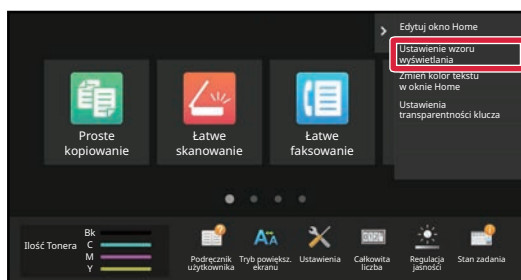 Edytuj okno Home
Ustawienie wzoru
wyświetlania
Zmień kolor tekstu
w oknie Home
Ustawienia
transparentności klucza
Proste
kopiowanie
Łatwe
skanowanie
Łatwe
faksowanie
Ilość Tonera
Bk
C
M
Y
Podręcznik
użytkownika
Tryb powiększ.
ekranu
Ustawienia
Całkowita
liczba
Regulacja
jasności
Stan zadania